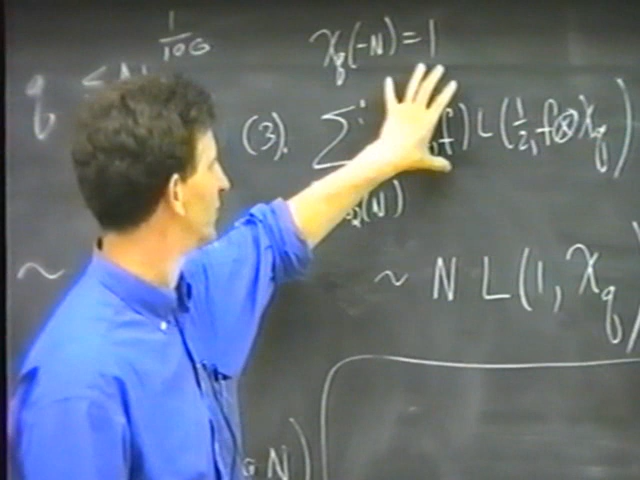 1/100
χ_q(-N)=1
q ≤ N
(3). Σ' f) L(1/2, f⊗χ_q)
(N)
~
~ N L(1, χ_q)
N)